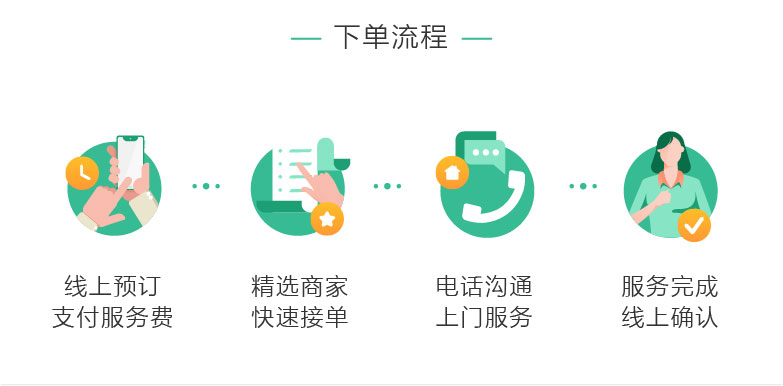 下单流程
线上预订
支付服务费
精选商家
快速接单
电话沟通
上门服务
服务完成
线上确认